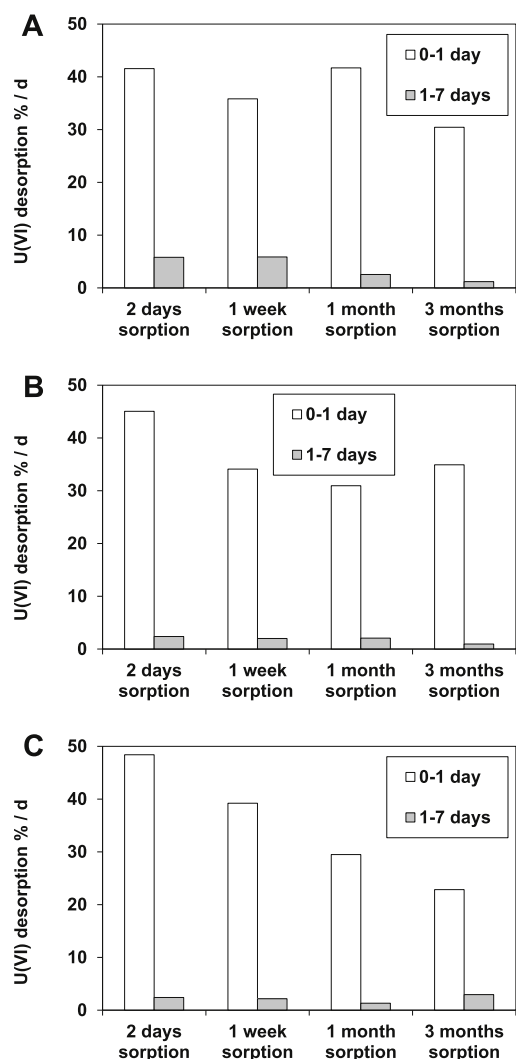 A
U(VI) desorption % / d
50
40
30
20
10
0
0-1 day
1-7 days
2 days sorption
1 week sorption
1 month sorption
3 months sorption
B
U(VI) desorption % / d
50
40
30
20
10
0
0-1 day
1-7 days
2 days sorption
1 week sorption
1 month sorption
3 months sorption
C
U(VI) desorption % / d
50
40
30
20
10
0
0-1 day
1-7 days
2 days sorption
1 week sorption
1 month sorption
3 months sorption